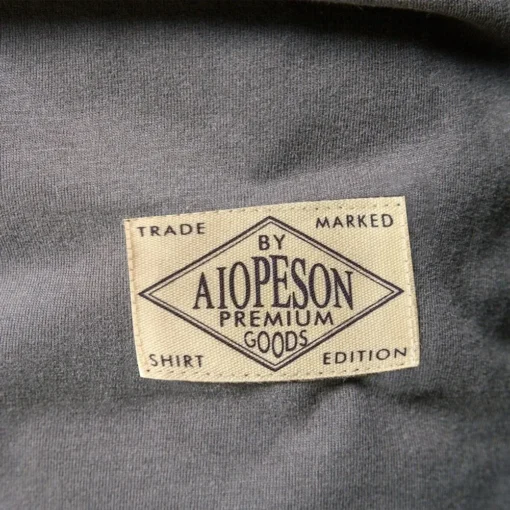 TRADE MARKED
BY
AIOPESON
PREMIUM
GOODS
SHIRT EDITION